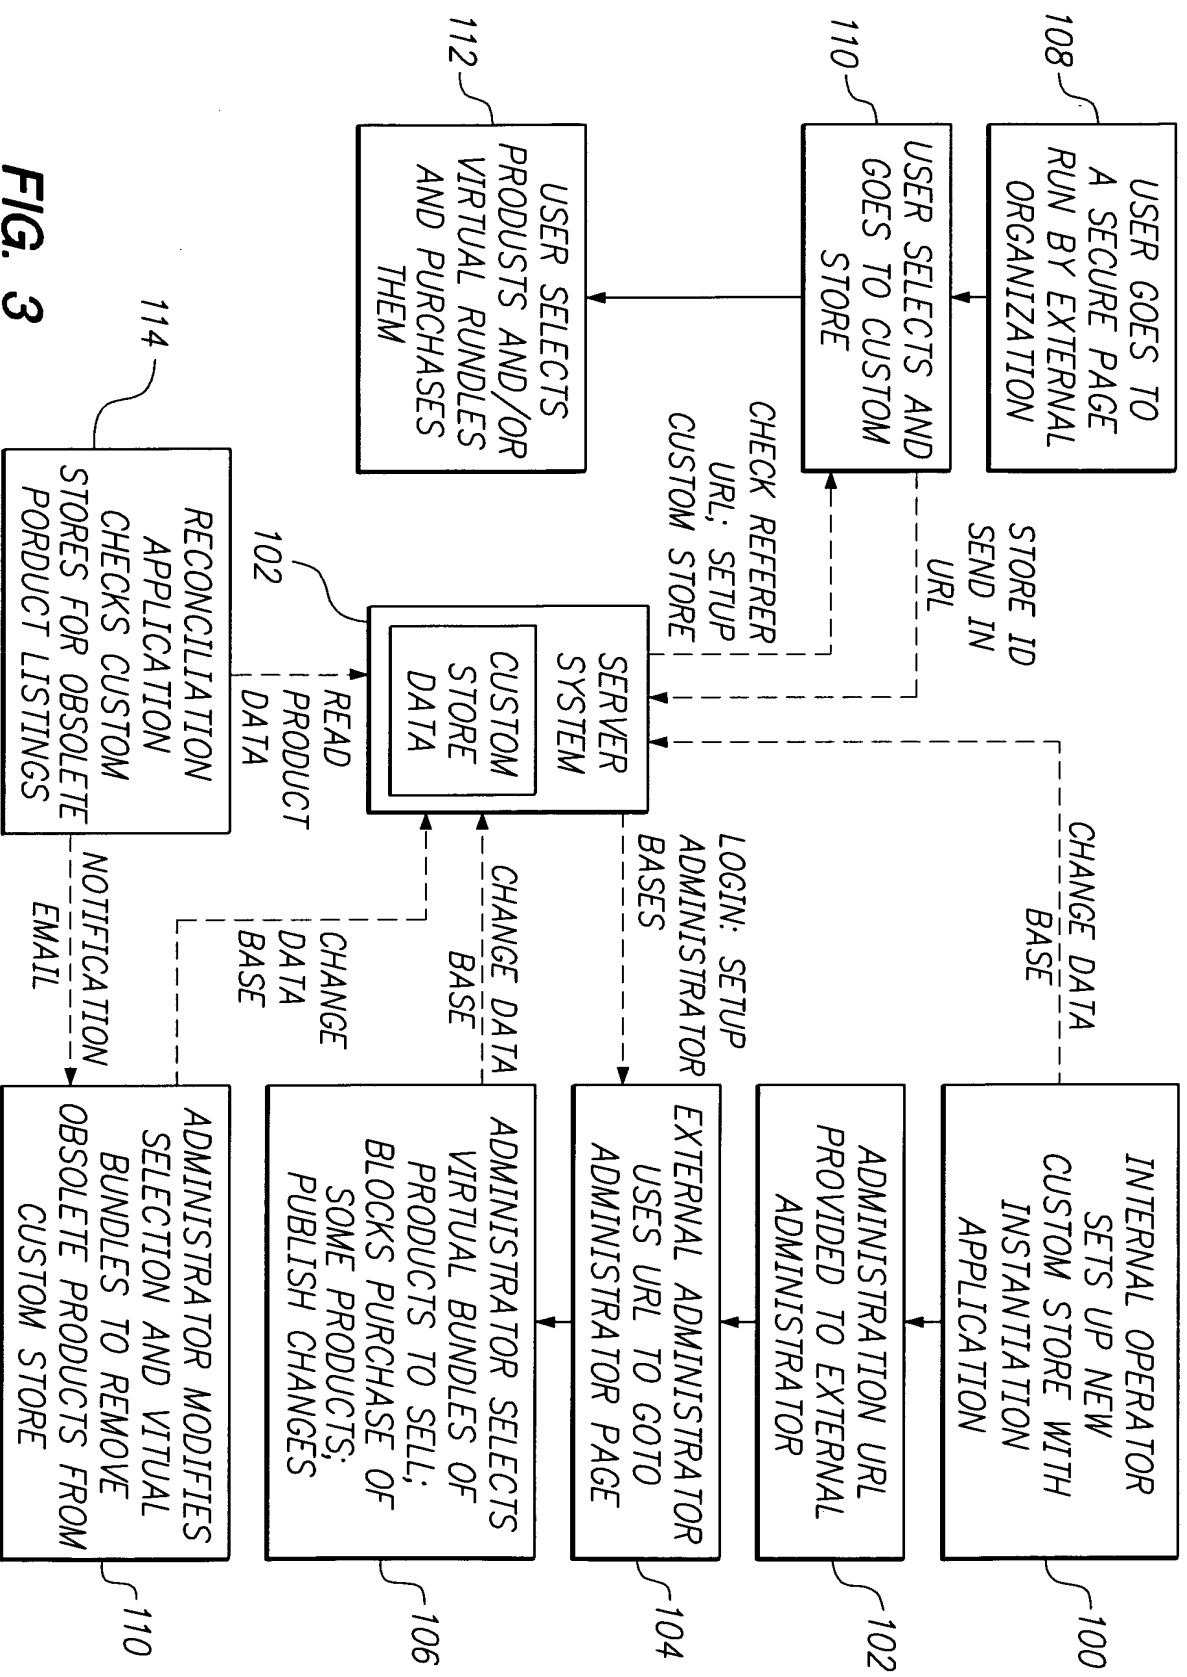 108
USER GOES TO
A SECURE PAGE
RUN BY EXTERNAL
ORGANIZATION
110
USER SELECTS AND
GOES TO CUSTOM
STORE
112
USER SELECTS
PRODUSTS AND/OR
VIRTUAL RUNDLES
AND PURCHASES
THEM
STORE ID
SEND IN
URL
CHECK REFERER
URL; SETUP
CUSTOM STORE
102
SERVER
SYSTEM
CUSTOM
STORE
DATA
CHANGE DATA
BASE
LOGIN: SETUP
ADMINISTRATOR
BASES
CHANGE DATA
BASE
CHANGE
DATA
BASE
READ
PRODUCT
DATA
114
RECONCILIATION
APPLICATION
CHECKS CUSTOM
STORES FOR OBSOLETE
PORDUCT LISTINGS
NOTIFICATION
EMAIL
INTERNAL OPERATOR
SETS UP NEW
CUSTOM STORE WITH
INSTANTIATION
APPLICATION
100
ADMINISTRATION URL
PROVIDED TO EXTERNAL
ADMINISTRATOR
102
EXTERNAL ADMINISTRATOR
USES URL TO GOTO
ADMINISTRATOR PAGE
104
ADMINISTRATOR SELECTS
VIRTUAL BUNDLES OF
PRODUCTS TO SELL;
BLOCKS PURCHASE OF
SOME PRODUCTS;
PUBLISH CHANGES
106
ADMINISTRATOR MODIFIES
SELECTION AND VITUAL
BUNDLES TO REMOVE
OBSOLETE PRODUCTS FROM
CUSTOM STORE
110
FIG. 3